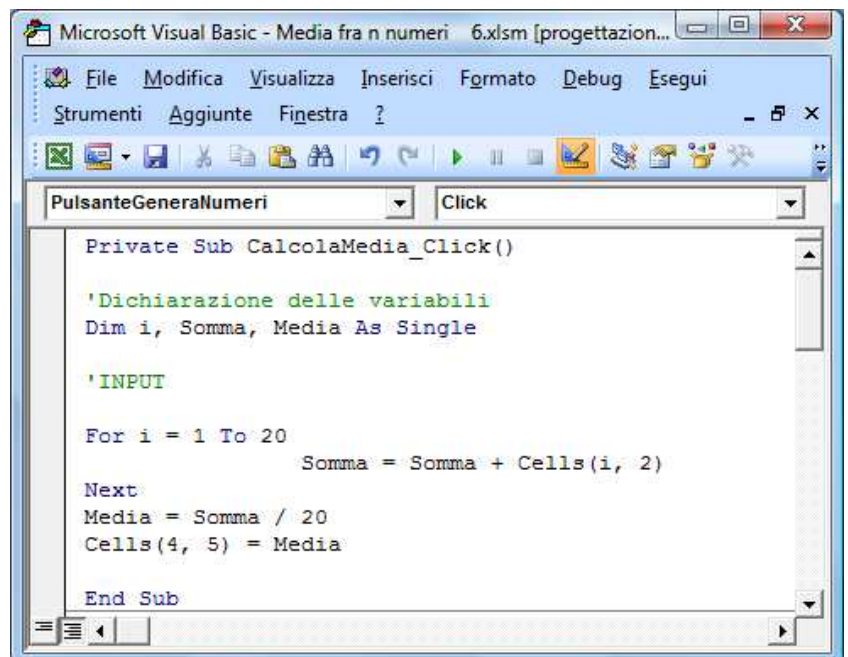 Microsoft Visual Basic - Media fra n numeri 6.xlsm [progettazion...
File Modifica Visualizza Inserisci Formato Debug Esegui
Strumenti Aggiunte Finestra ?
PulsanteGeneraNumeri Click
Private Sub CalcolaMedia_Click()
'Dichiarazione delle variabili
Dim i, Somma, Media As Single
'INPUT
For i = 1 To 20
Somma = Somma + Cells(i, 2)
Next
Media = Somma / 20
Cells(4, 5) = Media
End Sub